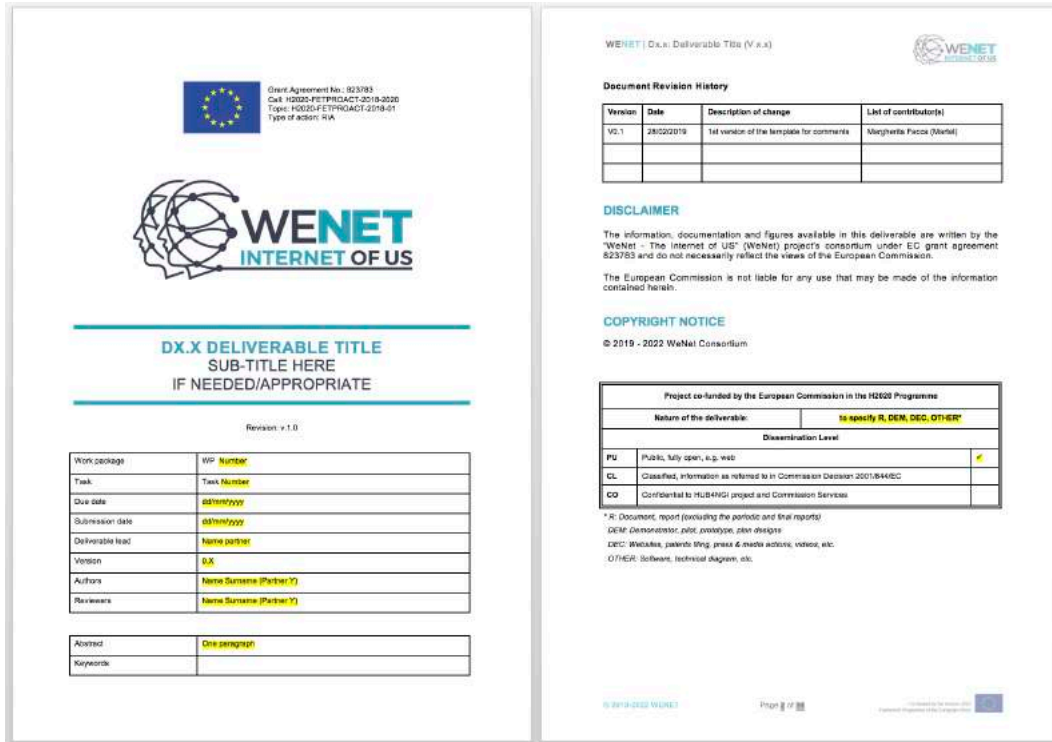 Grant Agreement No.: 823783
Call: H2020-FETPROACT-2018-2020
Topic: H2020-FETPROACT-2018-01
Type of action: RIA
WENET
INTERNET OF US
DX.X DELIVERABLE TITLE
SUB-TITLE HERE
IF NEEDED/APPROPRIATE
Revision: v.1.0
Work package WP Number
Task Task Number
Due date dd/mm/yyyy
Submission date dd/mm/yyyy
Deliverable lead Name partner
Version 0.X
Authors Name Surname (Partner Y)
Reviewers Name Surname (Partner Y)
Abstract One paragraph
Keywords
WENET | Dx.x: Deliverable Title (V x.x)
WENET
INTERNET OF US
Document Revision History
Version Date Description of change List of contributor(s)
V0.1 28/02/2019 1st version of the template for comments Margherita Facca (Martel)
DISCLAIMER
The information, documentation and figures available in this deliverable are written by the
"WeNet - The Internet of US" (WeNet) project's consortium under EC grant agreement
823783 and do not necessarily reflect the views of the European Commission.
The European Commission is not liable for any use that may be made of the information
contained herein.
COPYRIGHT NOTICE
© 2019 - 2022 WeNet Consortium
Project co-funded by the European Commission in the H2020 Programme
Nature of the deliverable: to specify R, DEM, DEC, OTHER*
Dissemination Level
PU Public, fully open, e.g. web ✓
CL Classified, information as referred to in Commission Decision 2001/844/EC
CO Confidential to HUB4NGI project and Commission Services
* R: Document, report (excluding the periodic and final reports)
DEM: Demonstrator, pilot, prototype, plan designs
DEC: Websites, patents filing, press & media actions, videos, etc.
OTHER: Software, technical diagram, etc.
© 2019-2022 WENET
Page of